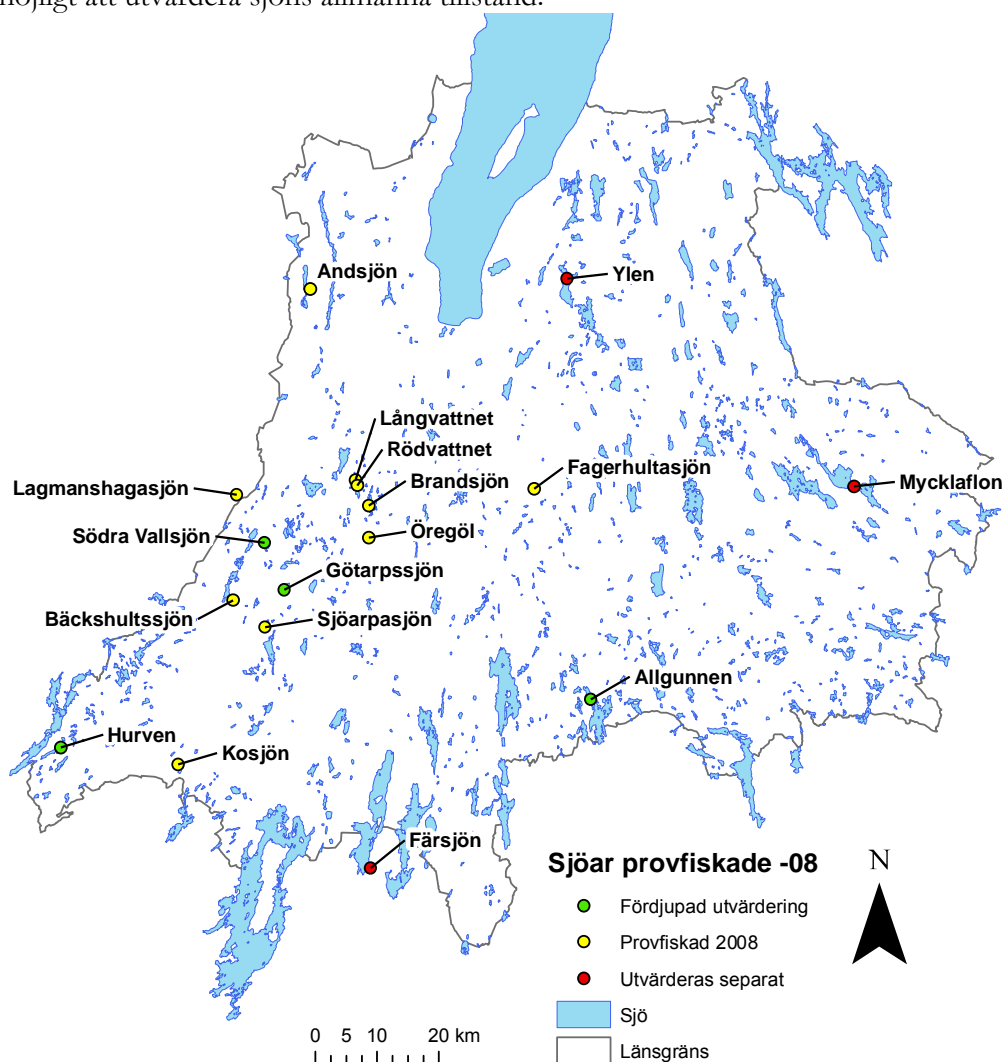 möjligt att utvärdera sjöns allmänna tillstånd.
Andsjön
Ylen
Långvattnet
Rödvattnet
Fagerhultasjön
Lagmanshagasjön
Brandsjön
Mycklaflon
Södra Vallsjön
Öregöl
Götarpssjön
Bäckshultssjön
Sjöarpasjön
Allgunnen
Hurven
Kosjön
Färsjön
Sjöar provfiskade -08
N
Fördjupad utvärdering
Provfiskad 2008
Utvärderas separat
Sjö
Länsgräns
0 5 10 20 km